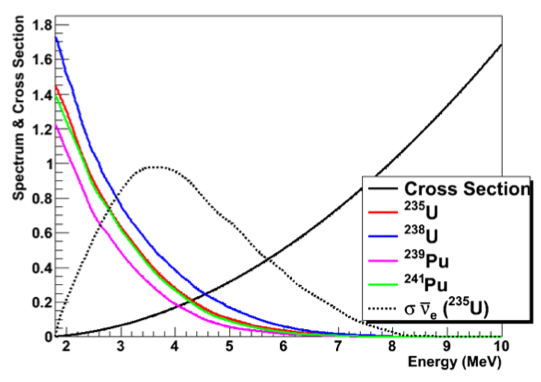 Spectrum & Cross Section
1.8
1.6
1.4
1.2
1
0.8
0.6
0.4
0.2
0
Cross Section
²³⁵U
²³⁸U
²³⁹Pu
²⁴¹Pu
σ ν̅ₑ (²³⁵U)
2 3 4 5 6 7 8 9 10
Energy (MeV)